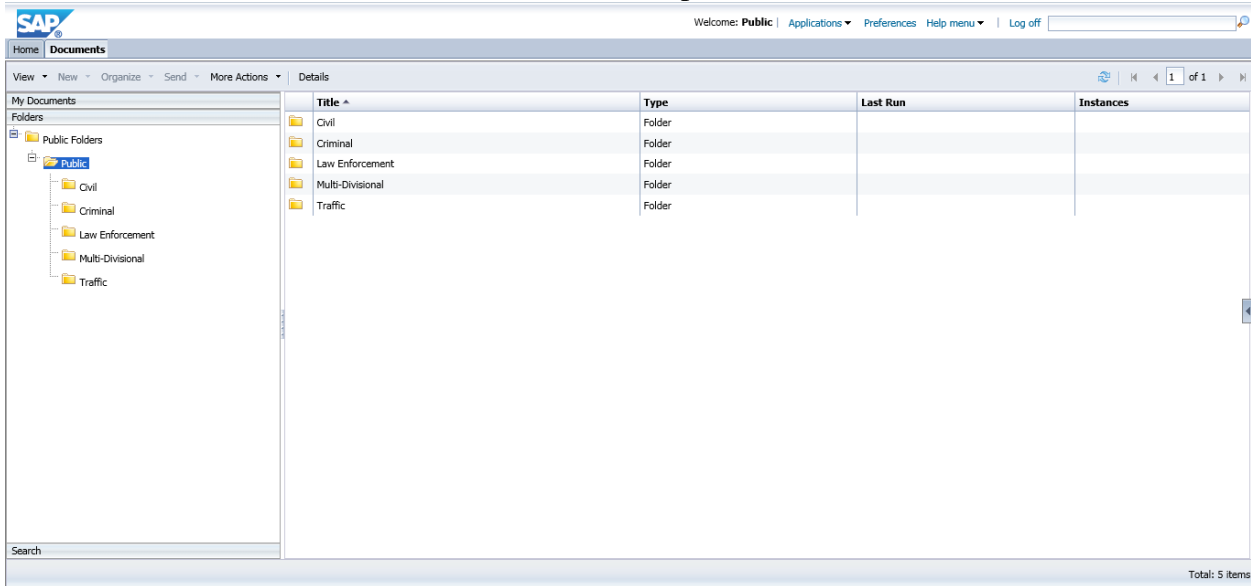 SAP ®
Welcome: Public | Applications Preferences Help menu | Log off
Home Documents
View New Organize Send More Actions Details 1 of 1
My Documents
Folders
Public Folders
Public
Civil
Criminal
Law Enforcement
Multi-Divisional
Traffic
Search
Title Type Last Run Instances
Civil Folder
Criminal Folder
Law Enforcement Folder
Multi-Divisional Folder
Traffic Folder
Total: 5 items